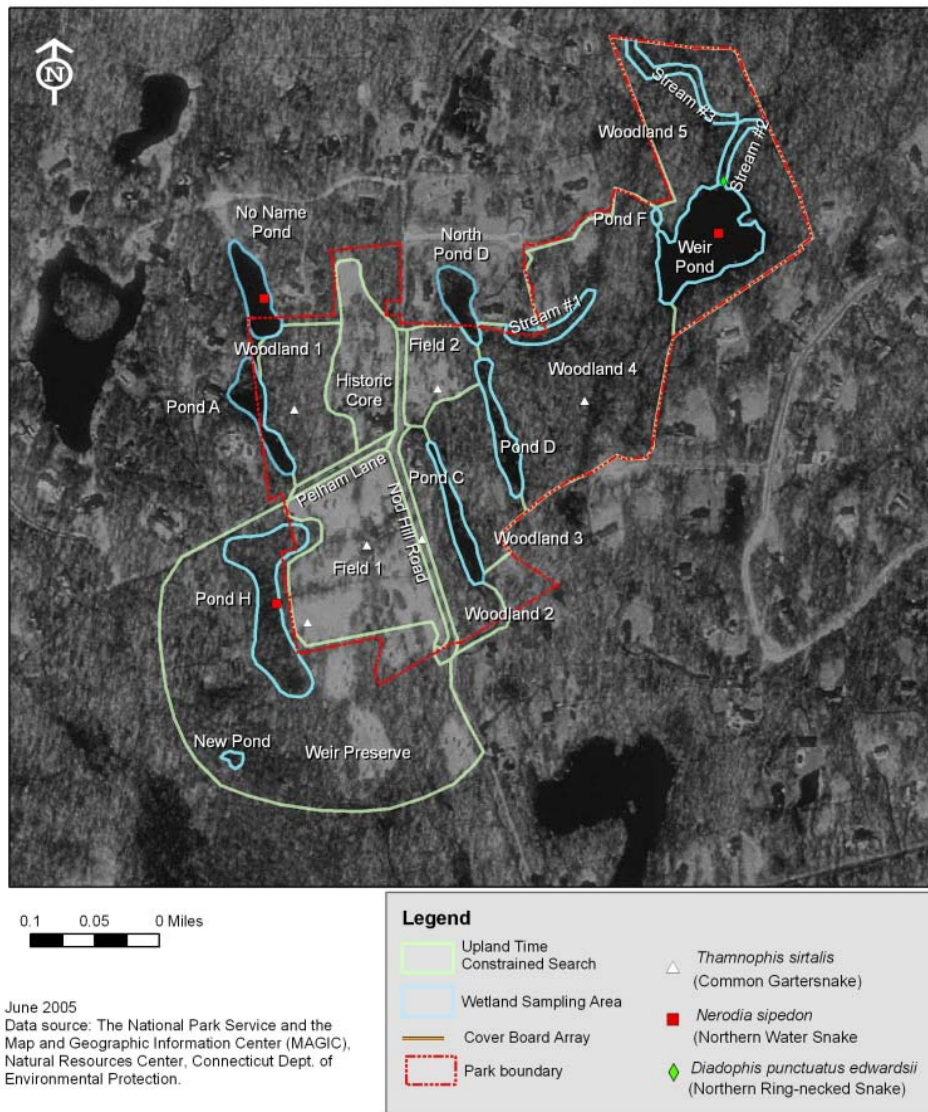 N
Stream #3
Woodland 5
Stream #2
No Name
Pond
North
Pond D
Pond F
Weir
Pond
Stream #1
Woodland 1
Field 2
Historic
Core
Woodland 4
Pond A
Pond D
Pond C
Pelham Lane
Nod Hill Road
Woodland 3
Field 1
Pond H
Woodland 2
New Pond
Weir Preserve
0.1 0.05 0 Miles
June 2005
Data source: The National Park Service and the
Map and Geographic Information Center (MAGIC),
Natural Resources Center, Connecticut Dept. of
Environmental Protection.
Legend
Upland Time
Constrained Search
Wetland Sampling Area
Cover Board Array
Park boundary
Thamnophis sirtalis
(Common Gartersnake)
Nerodia sipedon
(Northern Water Snake
Diadophis punctuatus edwardsii
(Northern Ring-necked Snake)